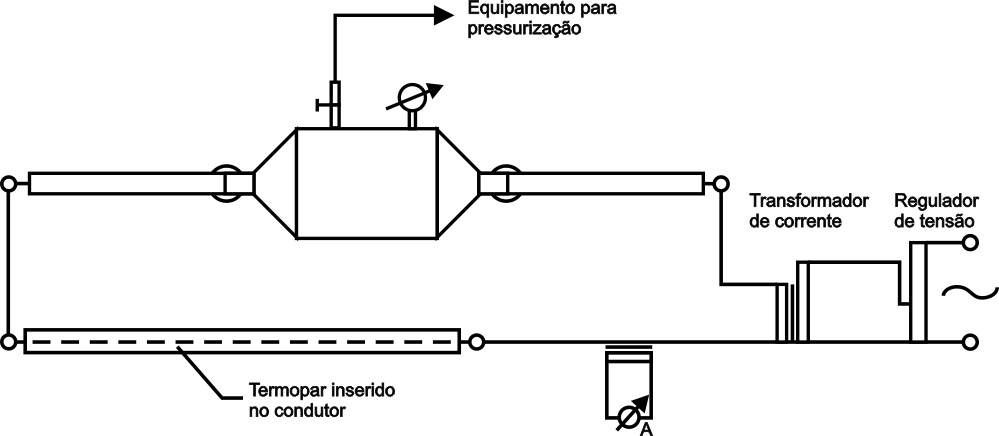 Equipamento para
pressurização
Transformador
de corrente
Regulador
de tensão
Termopar inserido
no condutor
A